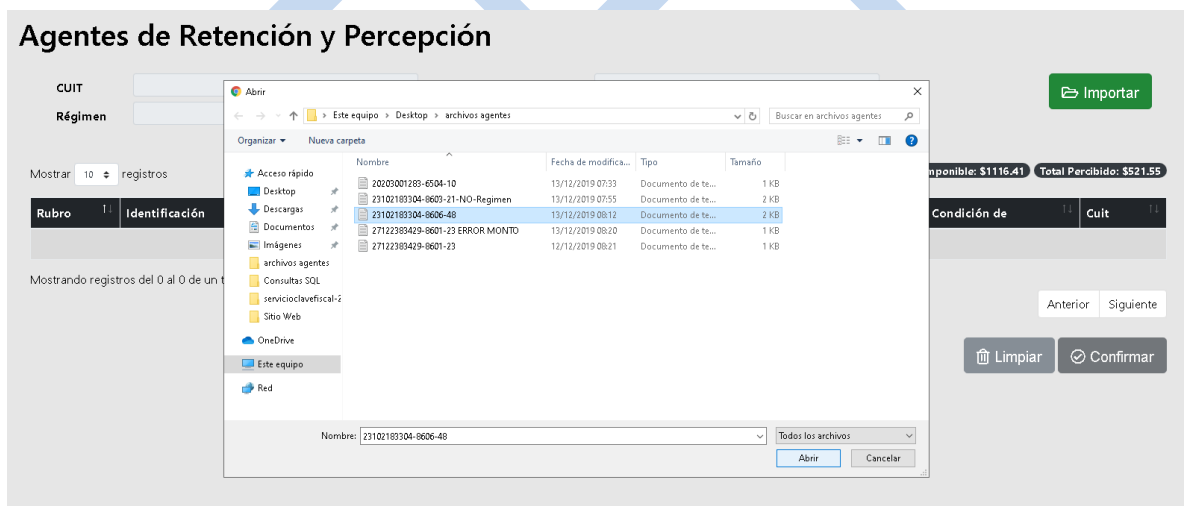 Agentes de Retención y Percepción
CUIT
Régimen
Importar
Abrir
Este equipo > Desktop > archivos agentes
Buscar en archivos agentes
Organizar
Nueva carpeta
Nombre Fecha de modifica... Tipo Tamaño
20203001283-6504-10 13/12/2019 07:33 Documento de te... 1 KB
23102183304-8603-21-NO-Regimen 13/12/2019 07:55 Documento de te... 2 KB
23102183304-8606-48 13/12/2019 08:12 Documento de te... 2 KB
27122383429-8601-23 ERROR MONTO 13/12/2019 08:20 Documento de te... 1 KB
27122383429-8601-23 12/12/2019 08:21 Documento de te... 1 KB
Acceso rápido
Desktop
Descargas
Documentos
Imágenes
archivos agentes
Consultas SQL
servicioclavefiscal-2
Sitio Web
OneDrive
Este equipo
Red
Nombre: 23102183304-8606-48
Todos los archivos
Abrir Cancelar
Mostrar 10 registros
nponible: $1116.41 Total Percibido: $521.55
Rubro Identificación Condición de Cuit
Mostrando registros del 0 al 0 de un t
Anterior Siguiente
Limpiar Confirmar